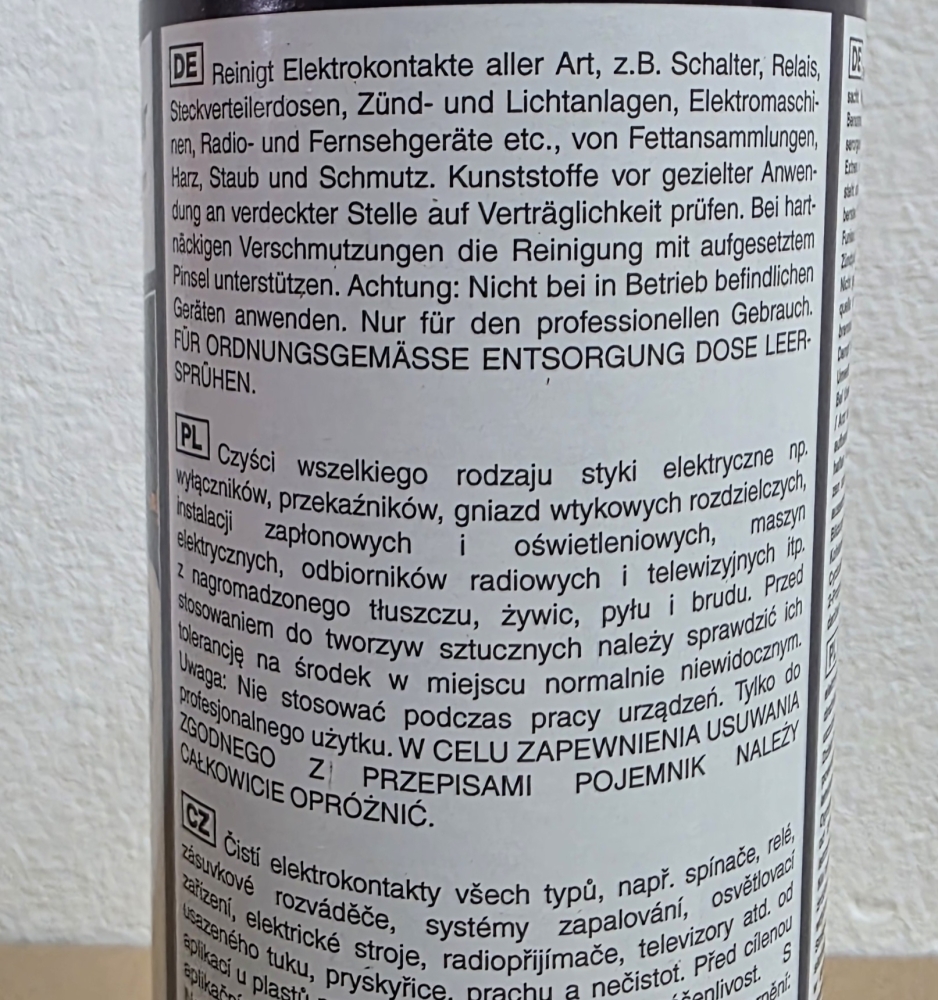 DE Reinigt Elektrokontakte aller Art, z.B. Schalter, Relais,
Steckverteilerdosen, Zünd- und Lichtanlagen, Elektromaschi-
nen, Radio- und Fernsehgeräte etc., von Fettansammlungen,
Harz, Staub und Schmutz. Kunststoffe vor gezielter Anwen-
dung an verdeckter Stelle auf Verträglichkeit prüfen. Bei hart-
näckigen Verschmutzungen die Reinigung mit aufgesetztem
Pinsel unterstützen. Achtung: Nicht bei in Betrieb befindlichen
Geräten anwenden. Nur für den professionellen Gebrauch.
FÜR ORDNUNGSGEMÄSSE ENTSORGUNG DOSE LEER-
SPRÜHEN.
PL Czyści wszelkiego rodzaju styki elektryczne np.
wyłączników, przekaźników, gniazd wtykowych rozdzielczych,
instalacji zapłonowych i oświetleniowych, maszyn
elektrycznych, odbiorników radiowych i telewizyjnych itp.
z nagromadzonego tłuszczu, żywic, pyłu i brudu. Przed
stosowaniem do tworzyw sztucznych należy sprawdzić ich
tolerancję na środek w miejscu normalnie niewidocznym.
Uwaga: Nie stosować podczas pracy urządzeń. Tylko do
profesjonalnego użytku. W CELU ZAPEWNIENIA USUWANIA
ZGODNEGO Z PRZEPISAMI POJEMNIK NALEŻY
CAŁKOWICIE OPRÓŻNIĆ.
CZ Čistí elektrokontakty všech typů, např. spínače, relé,
zásuvkové rozváděče, systémy zapalování, osvětlovací
zařízení, elektrické stroje, radiopřijímače, televizory atd. od
usazeného tuku, pryskyřice, prachu a nečistot. Před cílenou
aplikací u plastů S